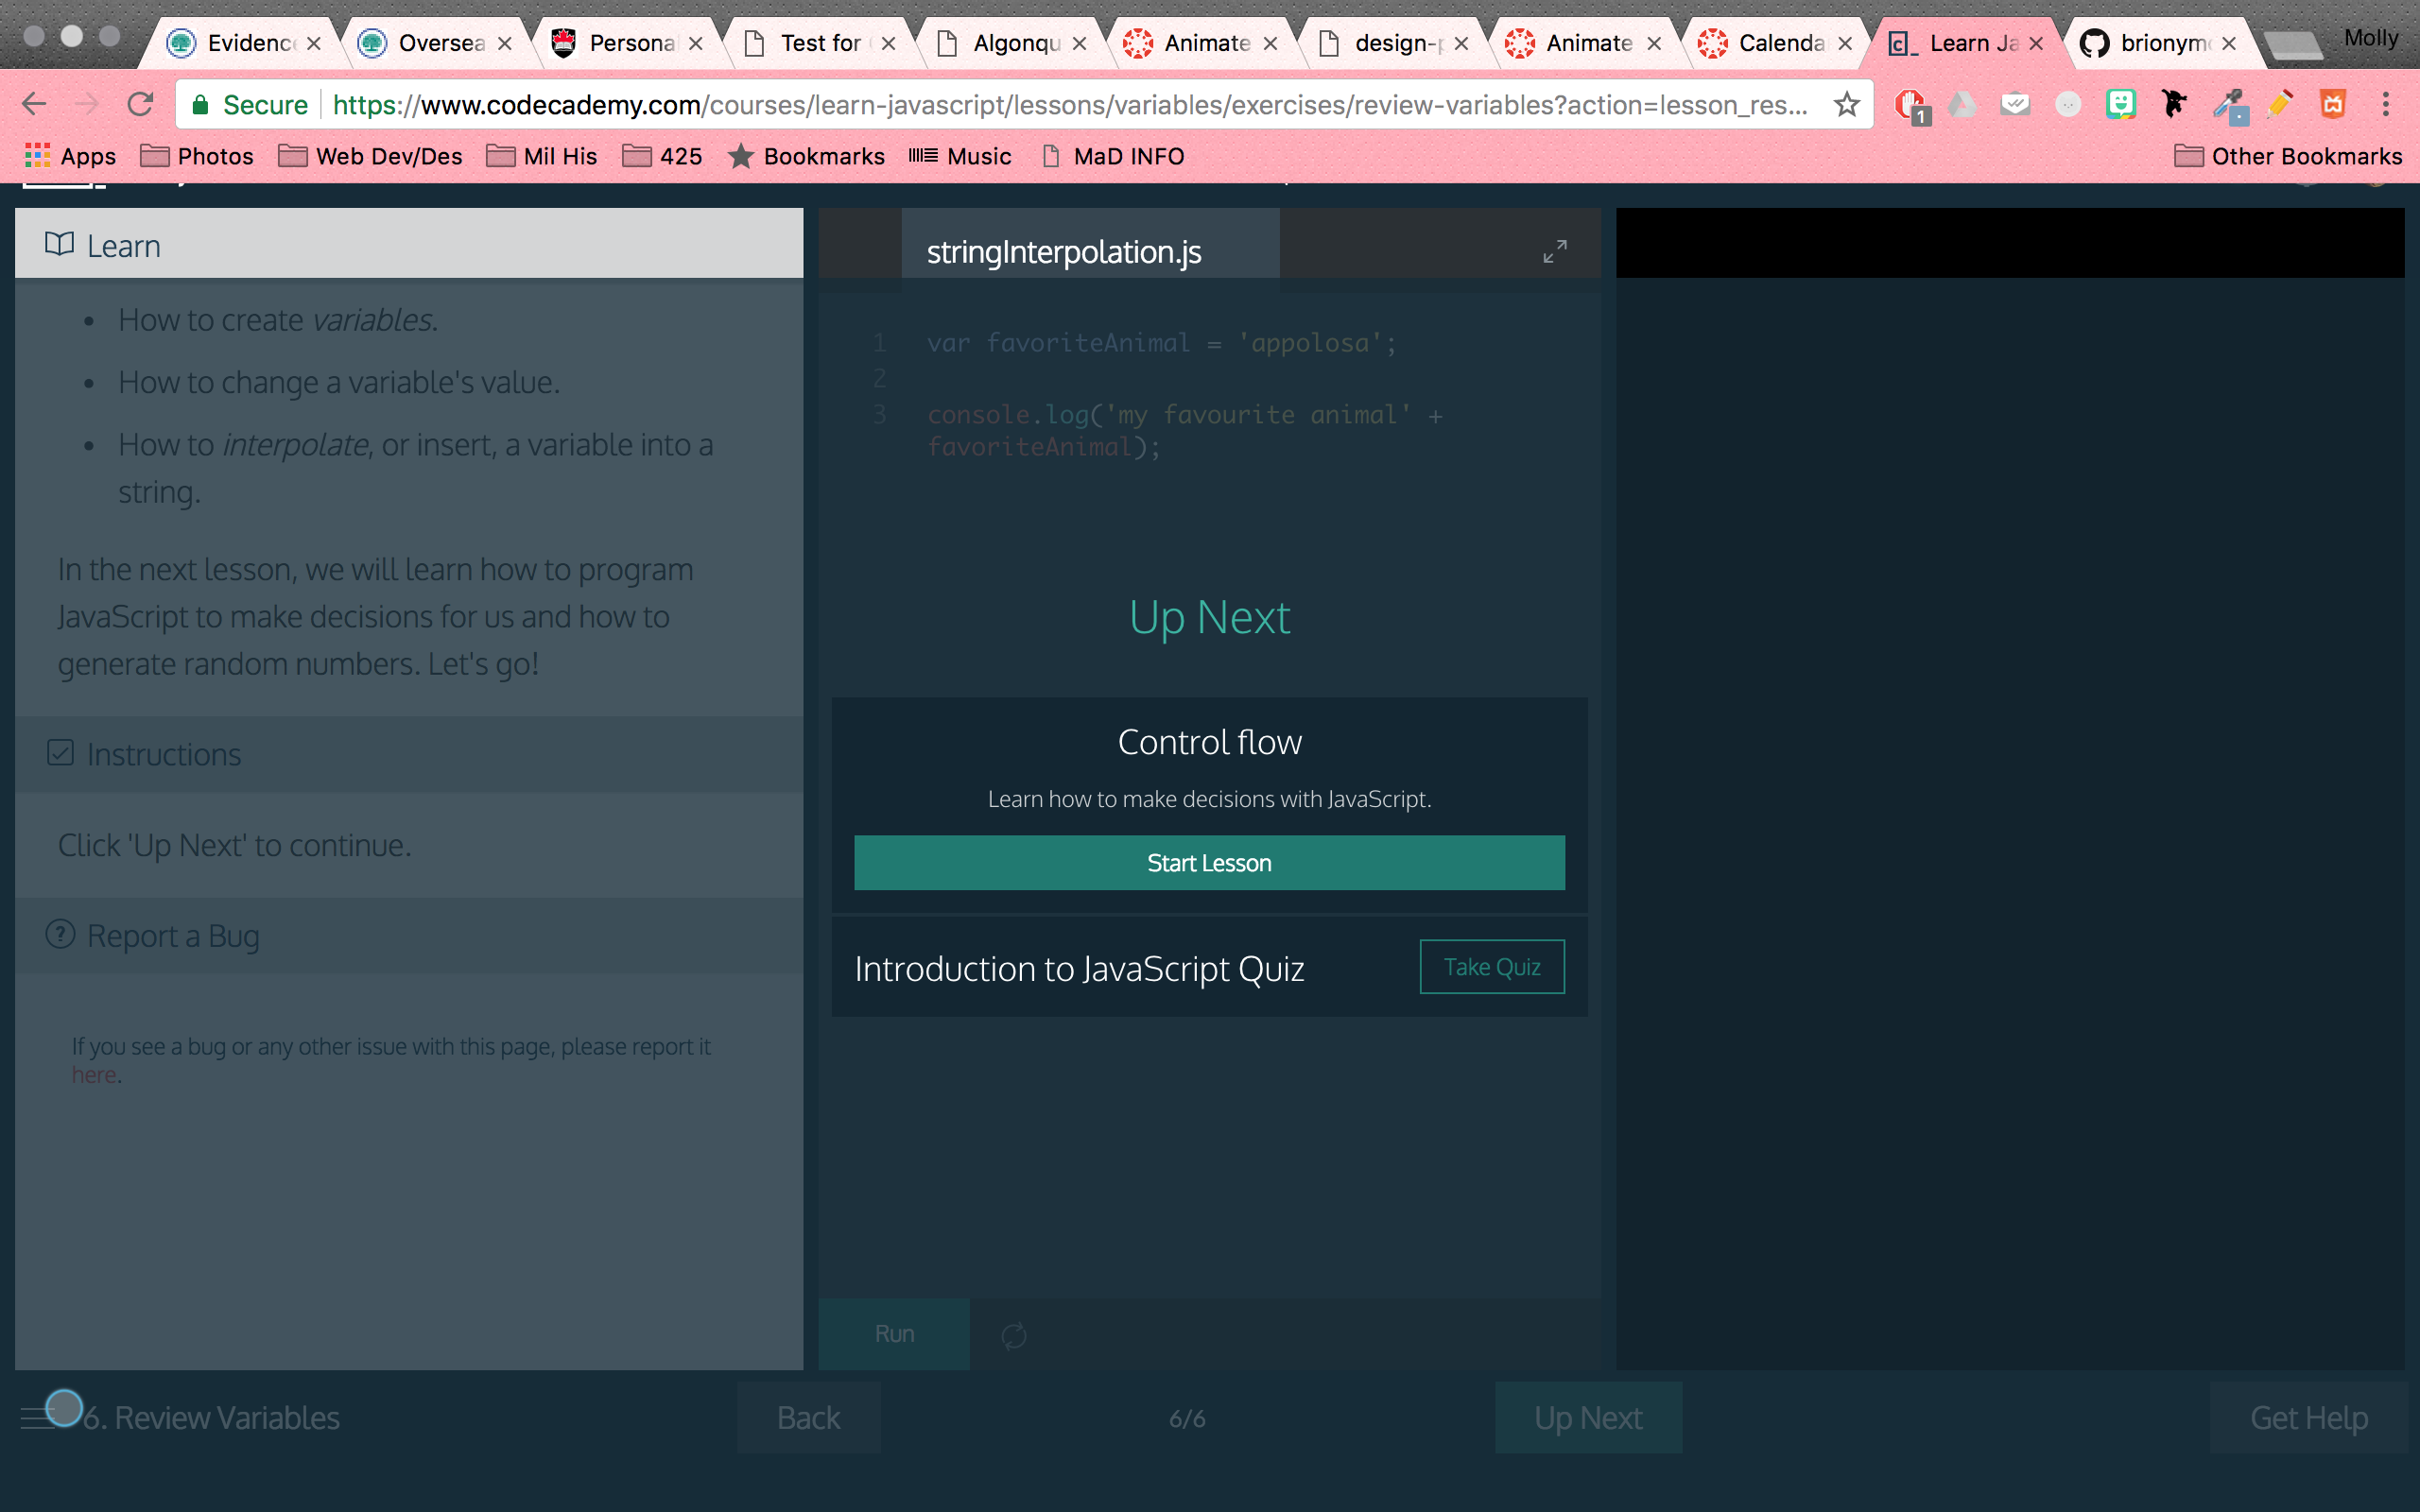 Evidenc
Oversea
Persona
Test for
Algonqu
Animate
design-p
Animate
Calenda
Learn Ja
brionymo
Molly
Secure
https://www.codecademy.com/courses/learn-javascript/lessons/variables/exercises/review-variables?action=lesson_res...
1
Apps
Photos
Web Dev/Des
Mil His
425
Bookmarks
Music
MaD INFO
Other Bookmarks
Learn
How to create variables.
How to change a variable's value.
How to interpolate, or insert, a variable into a
string.
In the next lesson, we will learn how to program
JavaScript to make decisions for us and how to
generate random numbers. Let's go!
Instructions
Click 'Up Next' to continue.
Report a Bug
If you see a bug or any other issue with this page, please report it
here.
stringInterpolation.js
1 var favoriteAnimal = 'appolosa';
2
3 console.log('my favourite animal' +
favoriteAnimal);
Up Next
Control flow
Learn how to make decisions with JavaScript.
Start Lesson
Introduction to JavaScript Quiz
Take Quiz
Run
6. Review Variables
Back
6/6
Up Next
Get Help